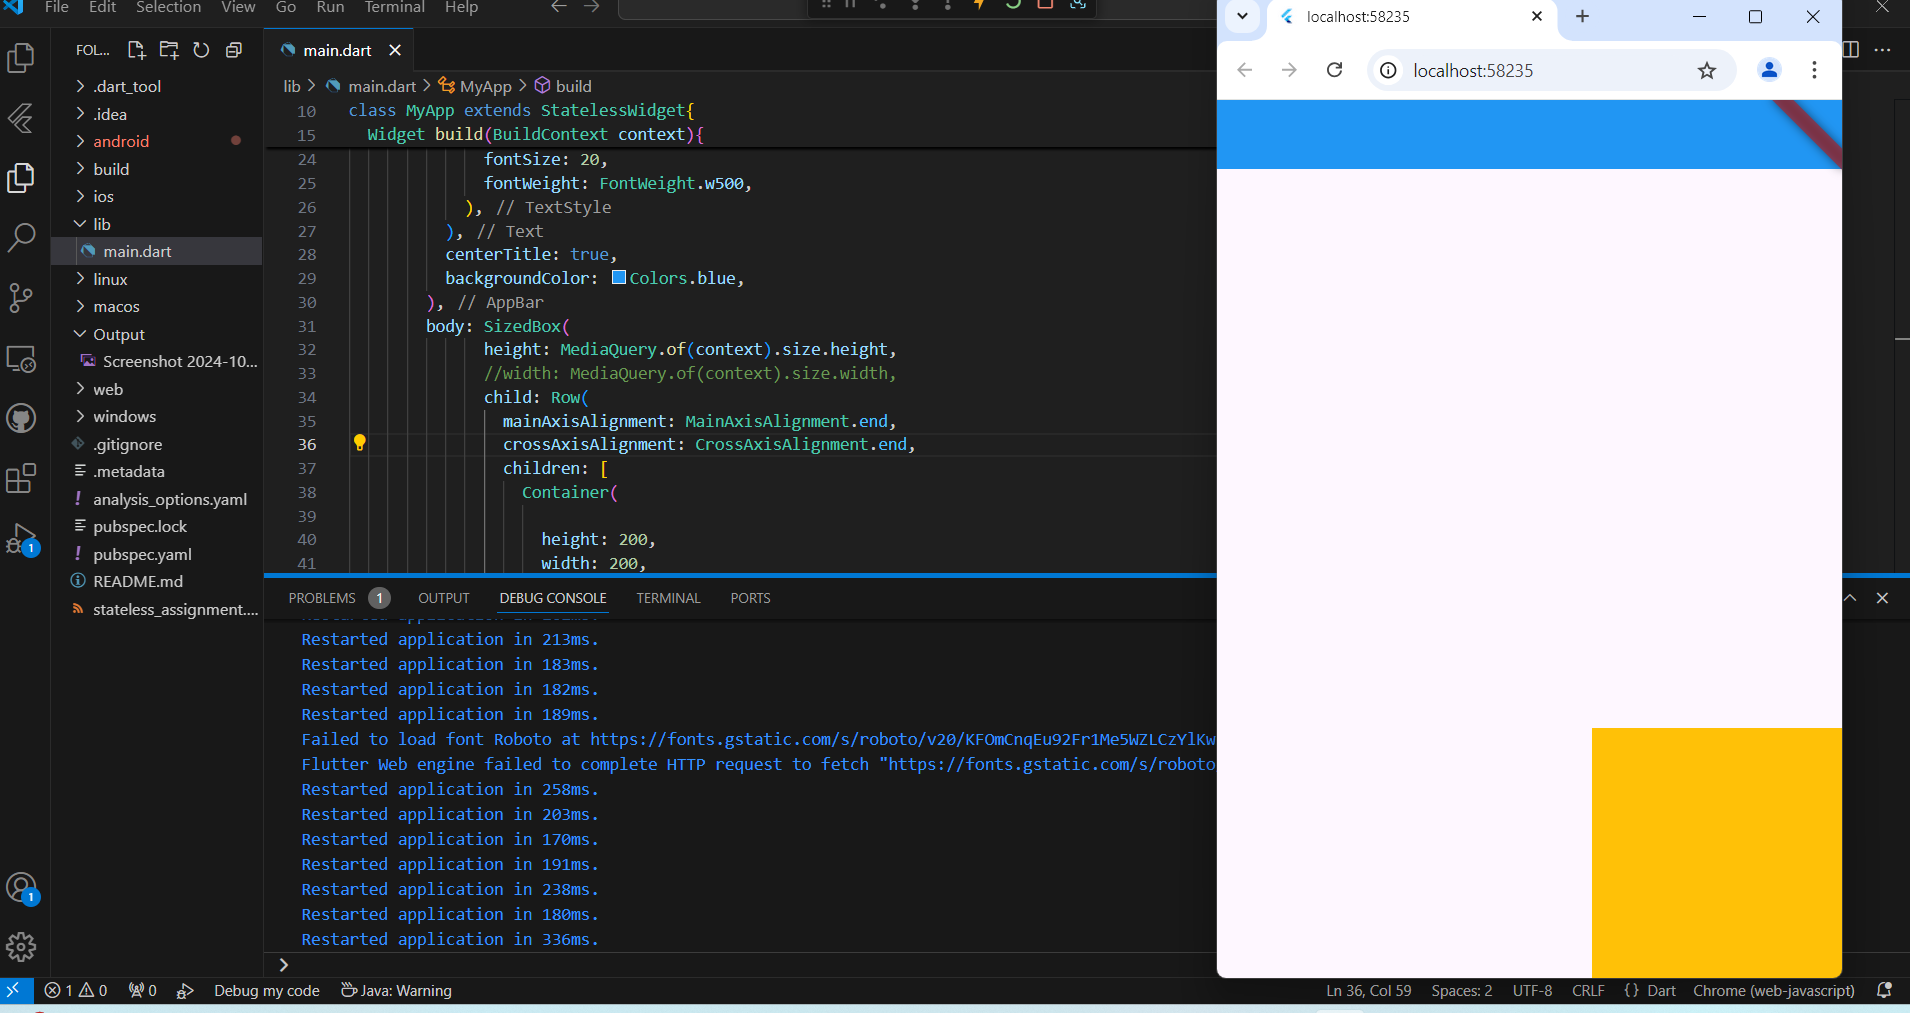 File Edit Selection View Go Run Terminal Help
FOL...
.dart_tool
.idea
android
build
ios
lib
main.dart
linux
macos
Output
Screenshot 2024-10...
web
windows
.gitignore
.metadata
analysis_options.yaml
pubspec.lock
pubspec.yaml
README.md
stateless_assignment....
1
1
main.dart
lib > main.dart > MyApp > build
10 class MyApp extends StatelessWidget{
15 Widget build(BuildContext context){
24 fontSize: 20,
25 fontWeight: FontWeight.w500,
26 ), // TextStyle
27 ), // Text
28 centerTitle: true,
29 backgroundColor: Colors.blue,
30 ), // AppBar
31 body: SizedBox(
32 height: MediaQuery.of(context).size.height,
33 //width: MediaQuery.of(context).size.width,
34 child: Row(
35 mainAxisAlignment: MainAxisAlignment.end,
36 crossAxisAlignment: CrossAxisAlignment.end,
37 children: [
38 Container(
39
40 height: 200,
41 width: 200,
PROBLEMS 1 OUTPUT DEBUG CONSOLE TERMINAL PORTS
Restarted application in 213ms.
Restarted application in 183ms.
Restarted application in 182ms.
Restarted application in 189ms.
Failed to load font Roboto at https://fonts.gstatic.com/s/roboto/v20/KFOmCnqEu92Fr1Me5WZLCzYlKw
Flutter Web engine failed to complete HTTP request to fetch "https://fonts.gstatic.com/s/roboto
Restarted application in 258ms.
Restarted application in 203ms.
Restarted application in 170ms.
Restarted application in 191ms.
Restarted application in 238ms.
Restarted application in 180ms.
Restarted application in 336ms.
>
localhost:58235
localhost:58235
1 0 0 Debug my code Java: Warning
Ln 36, Col 59 Spaces: 2 UTF-8 CRLF {} Dart Chrome (web-javascript)